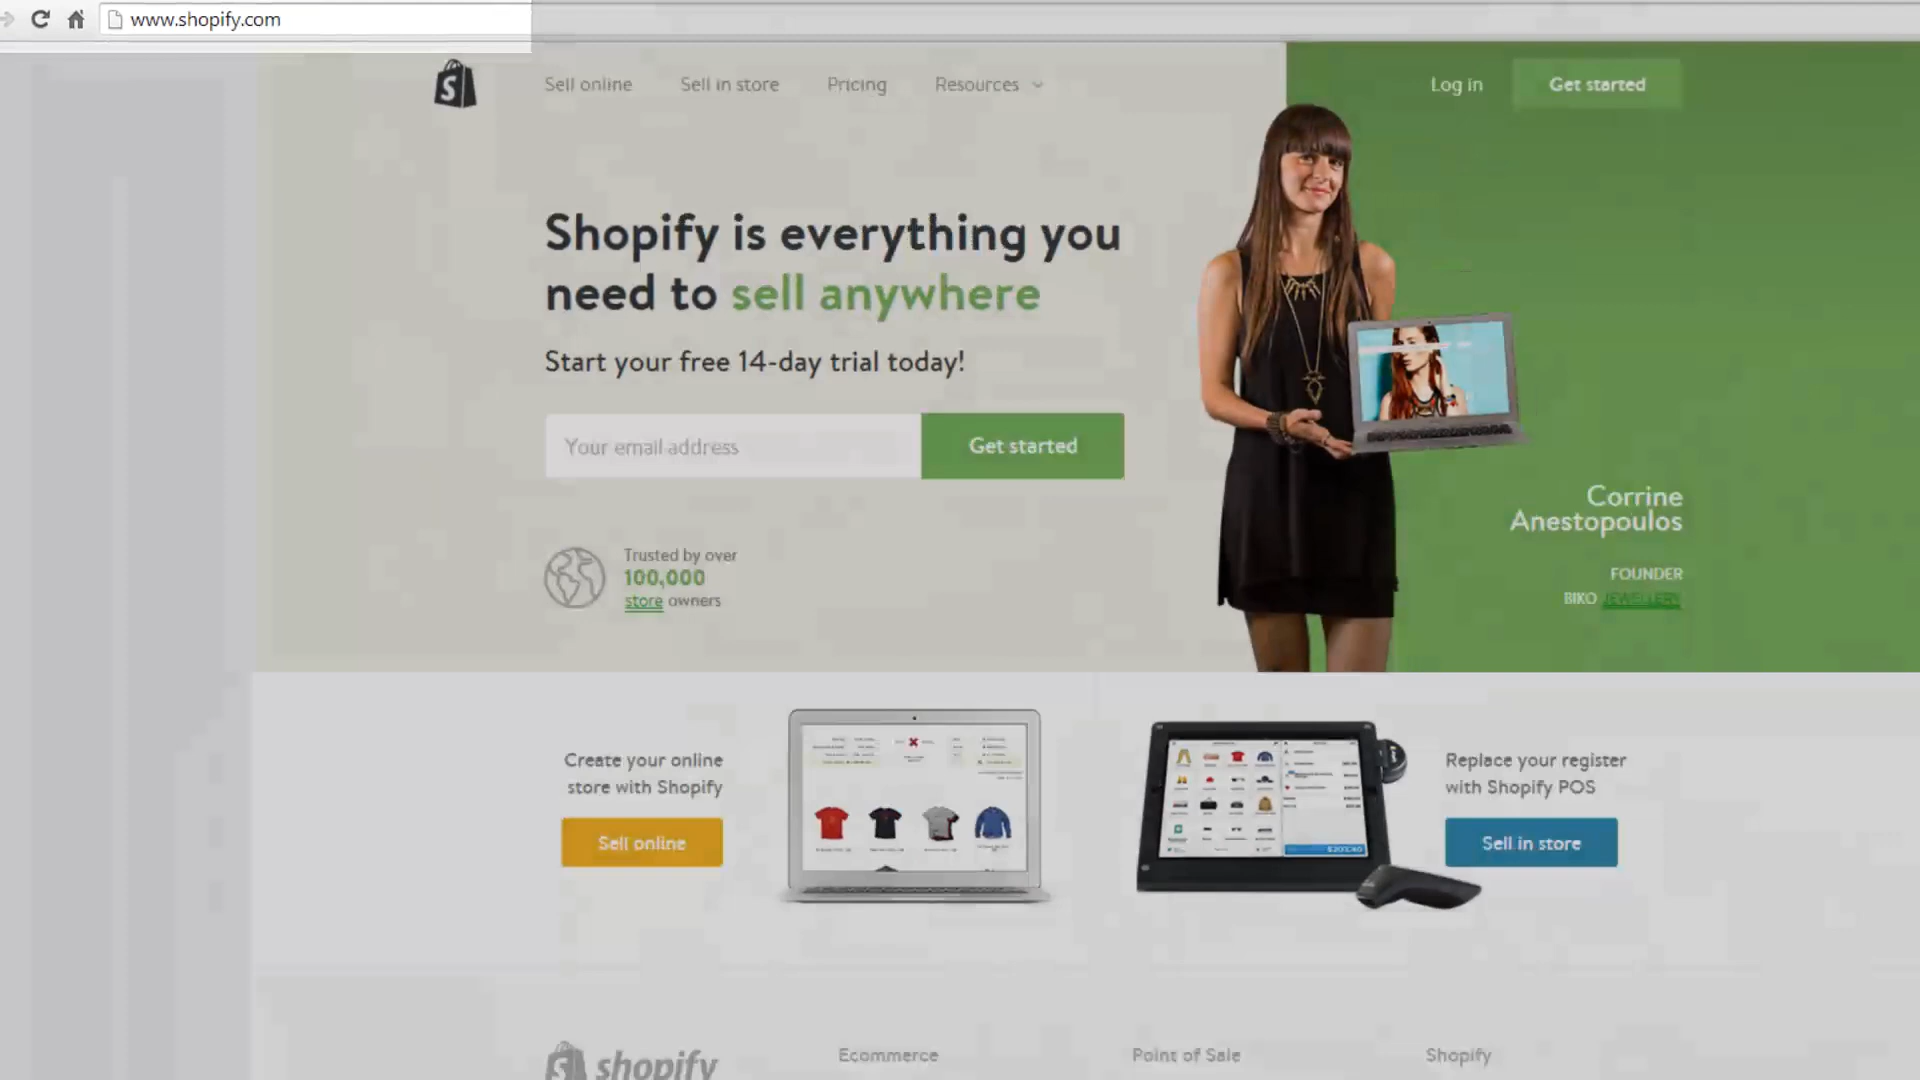 www.shopify.com
Sell online
Sell in store
Pricing
Resources
Log in
Get started
Shopify is everything you
need to sell anywhere
Start your free 14-day trial today!
Your email address
Get started
Trusted by over
100,000
store owners
Corrine
Anestopoulos
FOUNDER
BIKO JEWELLERY
Create your online
store with Shopify
Sell online
Replace your register
with Shopify POS
Sell in store
shopify
Ecommerce
Point of Sale
Shopify